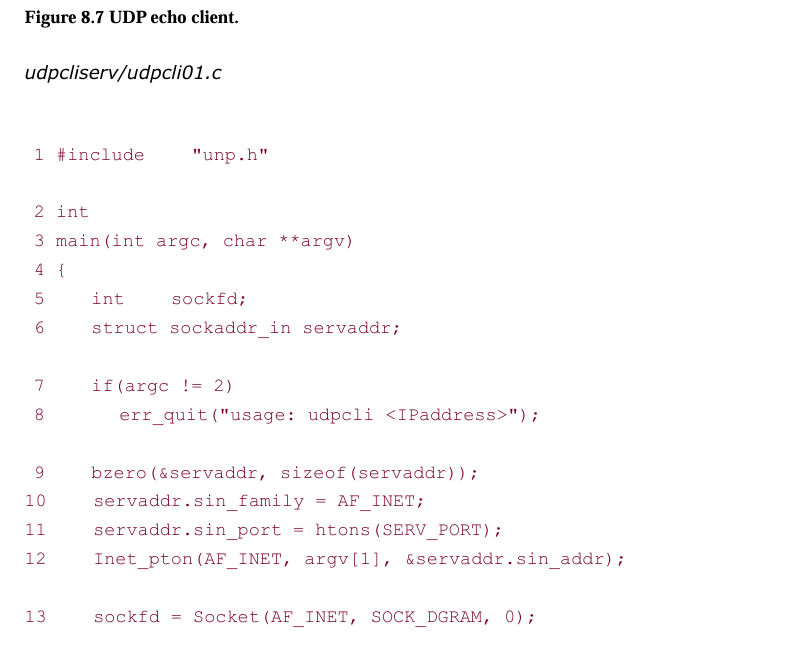 Figure 8.7 UDP echo client.
udpcliserv/udpcli01.c
1 #include    "unp.h"
2 int
3 main(int argc, char **argv)
4 {
5     int    sockfd;
6     struct sockaddr_in servaddr;
7     if(argc != 2)
8        err_quit("usage: udpcli <IPaddress>");
9     bzero(&servaddr, sizeof(servaddr));
10     servaddr.sin_family = AF_INET;
11     servaddr.sin_port = htons(SERV_PORT);
12     Inet_pton(AF_INET, argv[1], &servaddr.sin_addr);
13     sockfd = Socket(AF_INET, SOCK_DGRAM, 0);